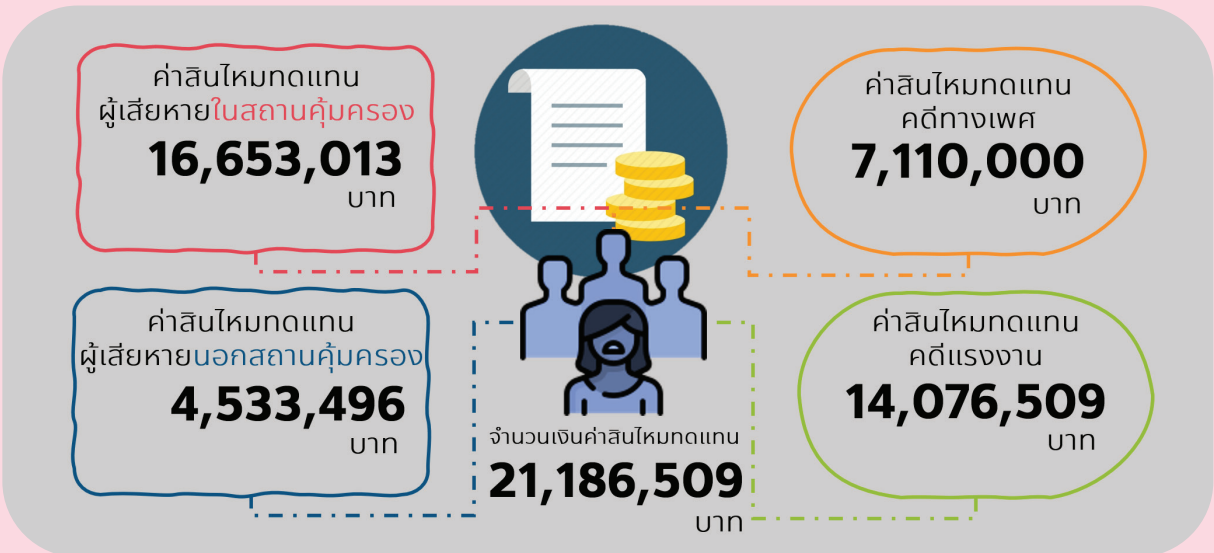 ค่าสินไหมทดแทน
ผู้เสียหายในสถานคุ้มครอง
16,653,013
บาท
ค่าสินไหมทดแทน
คดีทางเพศ
7,110,000
บาท
ค่าสินไหมทดแทน
ผู้เสียหายนอกสถานคุ้มครอง
4,533,496
บาท
ค่าสินไหมทดแทน
คดีแรงงาน
14,076,509
บาท
จำนวนเงินค่าสินไหมทดแทน
21,186,509
บาท